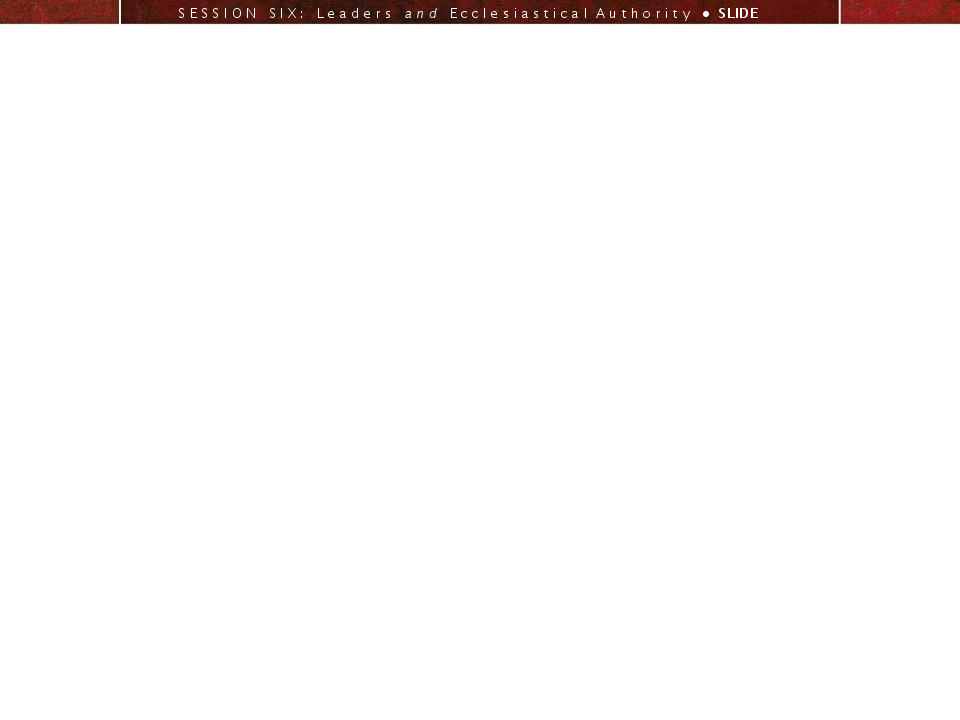 SESSION SIX: Leaders and Ecclesiastical Authority ● SLIDE